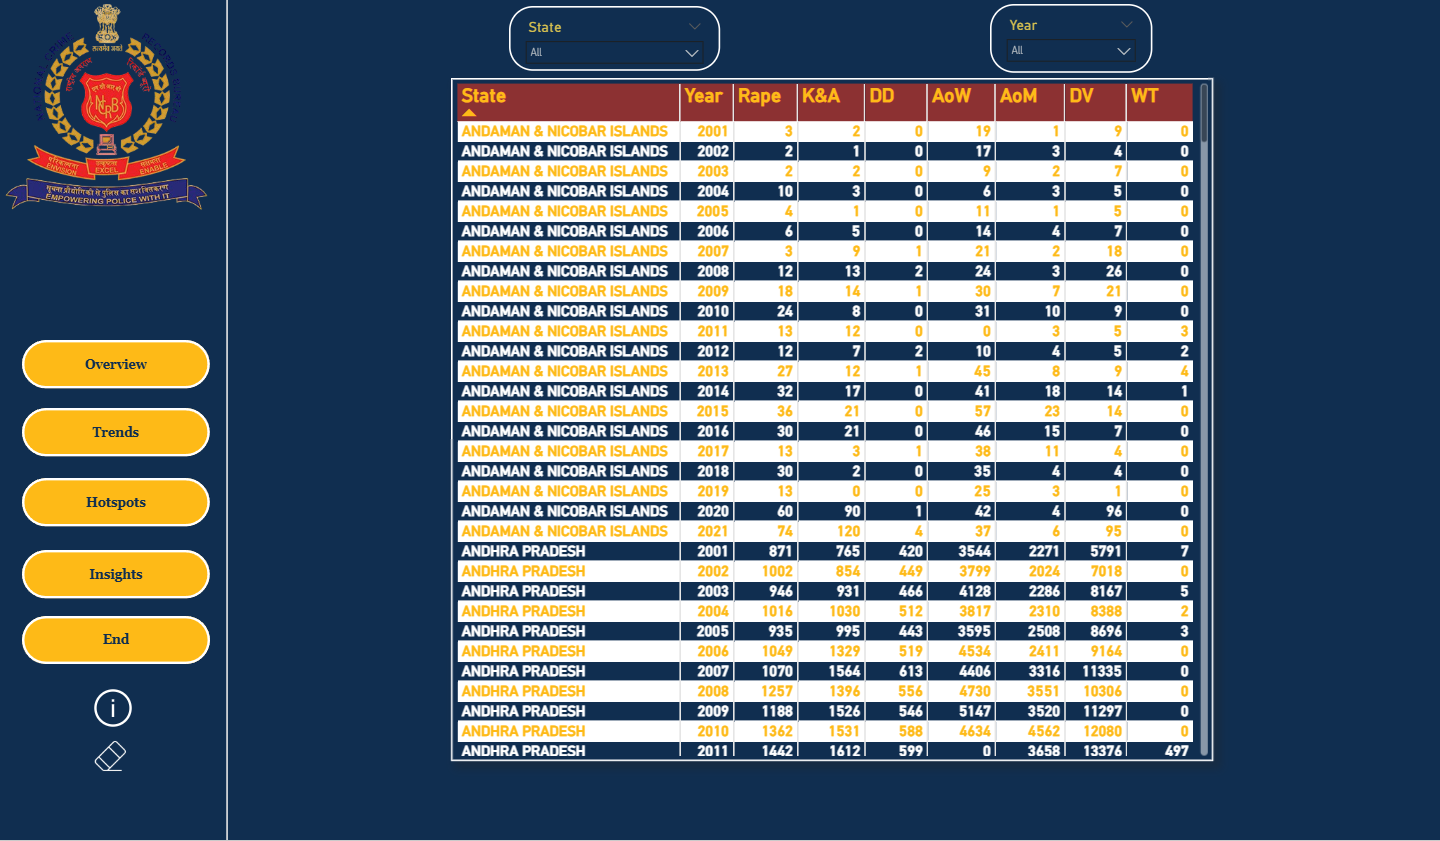 सत्यमेव जयते
NCRB
परिकल्पना
ENVISION
उत्कृष्टता
EXCEL
सक्षमता
ENABLE
सूचना प्रौद्योगिकी से पुलिस का सशक्तिकरण
EMPOWERING POLICE WITH IT
State
All
Year
All
Overview
Trends
Hotspots
Insights
End
i
State Year Rape K&A DD AoW AoM DV WT
ANDAMAN & NICOBAR ISLANDS 2001 3 2 0 19 1 9 0
ANDAMAN & NICOBAR ISLANDS 2002 2 1 0 17 3 4 0
ANDAMAN & NICOBAR ISLANDS 2003 2 2 0 9 2 7 0
ANDAMAN & NICOBAR ISLANDS 2004 10 3 0 6 3 5 0
ANDAMAN & NICOBAR ISLANDS 2005 4 1 0 11 1 5 0
ANDAMAN & NICOBAR ISLANDS 2006 6 5 0 14 4 7 0
ANDAMAN & NICOBAR ISLANDS 2007 3 9 1 21 2 18 0
ANDAMAN & NICOBAR ISLANDS 2008 12 13 2 24 3 26 0
ANDAMAN & NICOBAR ISLANDS 2009 18 14 1 30 7 21 0
ANDAMAN & NICOBAR ISLANDS 2010 24 8 0 31 10 9 0
ANDAMAN & NICOBAR ISLANDS 2011 13 12 0 0 3 5 3
ANDAMAN & NICOBAR ISLANDS 2012 12 7 2 10 4 5 2
ANDAMAN & NICOBAR ISLANDS 2013 27 12 1 45 8 9 4
ANDAMAN & NICOBAR ISLANDS 2014 32 17 0 41 18 14 1
ANDAMAN & NICOBAR ISLANDS 2015 36 21 0 57 23 14 0
ANDAMAN & NICOBAR ISLANDS 2016 30 21 0 46 15 7 0
ANDAMAN & NICOBAR ISLANDS 2017 13 3 1 38 11 4 0
ANDAMAN & NICOBAR ISLANDS 2018 30 2 0 35 4 4 0
ANDAMAN & NICOBAR ISLANDS 2019 13 0 0 25 3 1 0
ANDAMAN & NICOBAR ISLANDS 2020 60 90 1 42 4 96 0
ANDAMAN & NICOBAR ISLANDS 2021 74 120 4 37 6 95 0
ANDHRA PRADESH 2001 871 765 420 3544 2271 5791 7
ANDHRA PRADESH 2002 1002 854 449 3799 2024 7018 0
ANDHRA PRADESH 2003 946 931 466 4128 2286 8167 5
ANDHRA PRADESH 2004 1016 1030 512 3817 2310 8388 2
ANDHRA PRADESH 2005 935 995 443 3595 2508 8696 3
ANDHRA PRADESH 2006 1049 1329 519 4534 2411 9164 0
ANDHRA PRADESH 2007 1070 1564 613 4406 3316 11335 0
ANDHRA PRADESH 2008 1257 1396 556 4730 3551 10306 0
ANDHRA PRADESH 2009 1188 1526 546 5147 3520 11297 0
ANDHRA PRADESH 2010 1362 1531 588 4634 4562 12080 0
ANDHRA PRADESH 2011 1442 1612 599 0 3658 13376 497